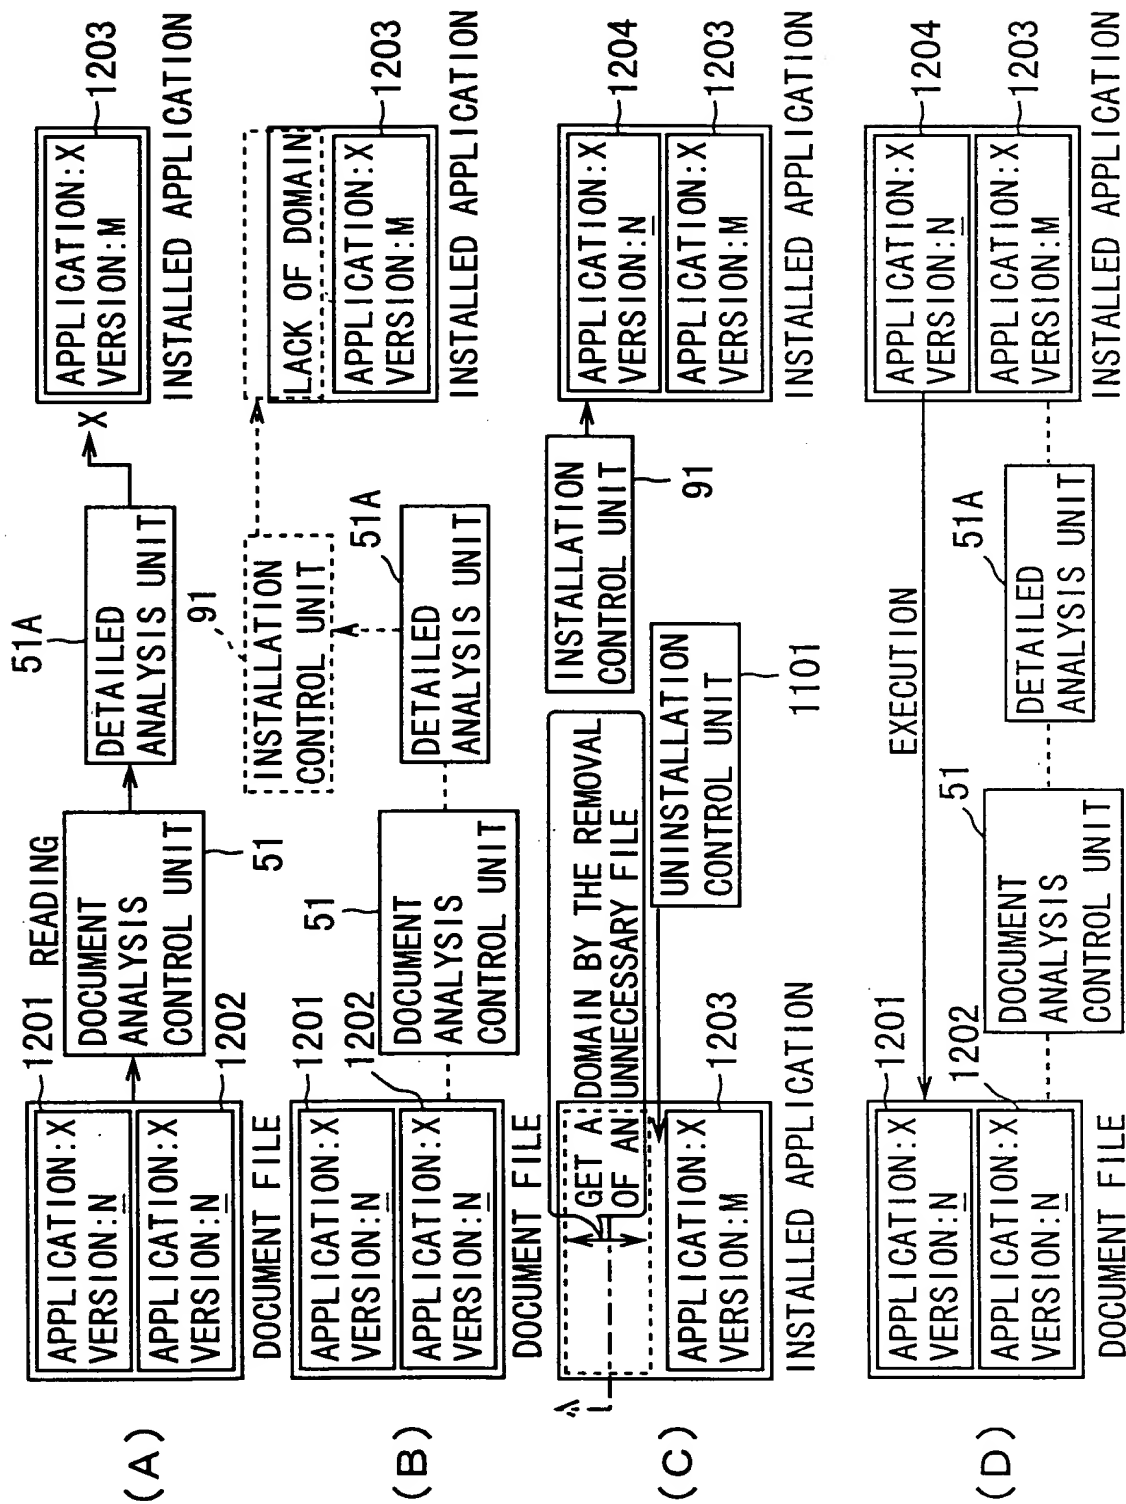 (A)
1201
READING
51A
APPLICATION:X
VERSION:N
APPLICATION:X
VERSION:N
1202
DOCUMENT FILE
DOCUMENT
ANALYSIS
CONTROL UNIT
51
DETAILED
ANALYSIS UNIT
X
APPLICATION:X
VERSION:M
1203
INSTALLED APPLICATION
(B)
1201
1202
APPLICATION:X
VERSION:N
APPLICATION:X
VERSION:N
DOCUMENT FILE
51
DOCUMENT
ANALYSIS
CONTROL UNIT
91
INSTALLATION
CONTROL UNIT
51A
DETAILED
ANALYSIS UNIT
LACK OF DOMAIN
APPLICATION:X
VERSION:M
1203
INSTALLED APPLICATION
(C)
GET A DOMAIN BY THE REMOVAL
OF AN UNNECESSARY FILE
APPLICATION:X
VERSION:M
1203
INSTALLED APPLICATION
UNINSTALLATION
CONTROL UNIT
1101
INSTALLATION
CONTROL UNIT
91
APPLICATION:X
VERSION:N
1204
APPLICATION:X
VERSION:M
1203
INSTALLED APPLICATION
(D)
1201
APPLICATION:X
VERSION:N
1202
APPLICATION:X
VERSION:N
DOCUMENT FILE
EXECUTION
51
DOCUMENT
ANALYSIS
CONTROL UNIT
51A
DETAILED
ANALYSIS UNIT
APPLICATION:X
VERSION:N
1204
APPLICATION:X
VERSION:M
1203
INSTALLED APPLICATION